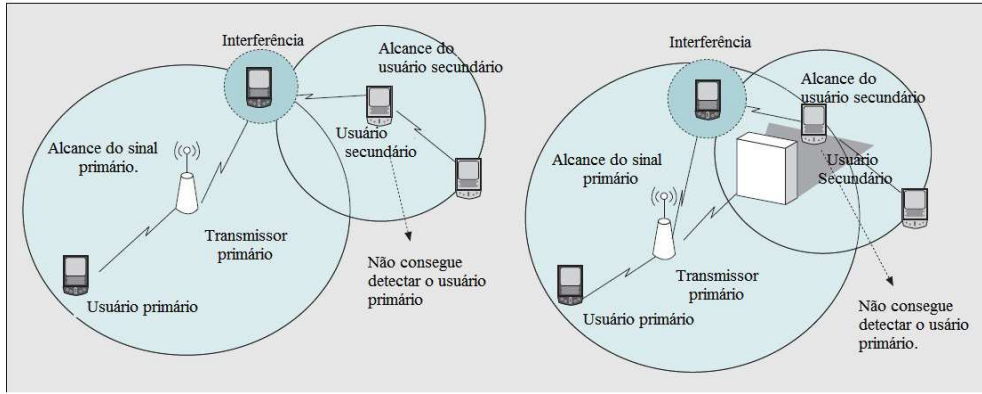 Interferência
Alcance do
usuário secundário
Alcance do sinal
primário.
Usuário
secundário
Transmissor
primário
Usuário primário
Não consegue
detectar o usuário
primário
Interferência
Alcance do
usuário secundário
Alcance do sinal
primário
Usuário
Secundário
Transmissor
primário
Usuário primário
Não consegue
detectar o usário
primário.